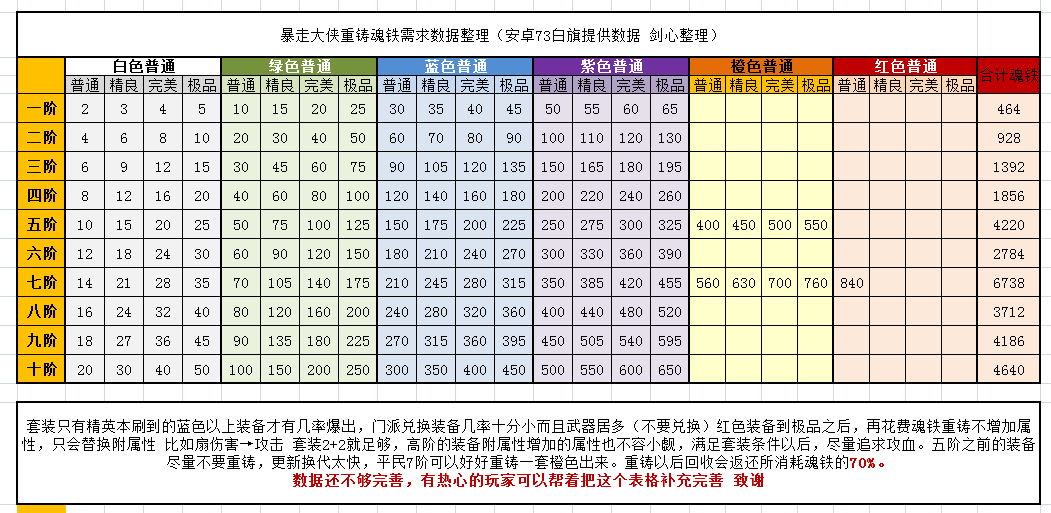 暴走大侠重铸魂铁需求数据整理（安卓73白旗提供数据 剑心整理）
白色普通 绿色普通 蓝色普通 紫色普通 橙色普通 红色普通 合计魂铁
普通 精良 完美 极品 普通 精良 完美 极品 普通 精良 完美 极品 普通 精良 完美 极品 普通 精良 完美 极品 普通 精良 完美 极品
一阶 2 3 4 5 10 15 20 25 30 35 40 45 50 55 60 65 464
二阶 4 6 8 10 20 30 40 50 60 70 80 90 100 110 120 130 928
三阶 6 9 12 15 30 45 60 75 90 105 120 135 150 165 180 195 1392
四阶 8 12 16 20 40 60 80 100 120 140 160 180 200 220 240 260 1856
五阶 10 15 20 25 50 75 100 125 150 175 200 225 250 275 300 325 400 450 500 550 4220
六阶 12 18 24 30 60 90 120 150 180 210 240 270 300 330 360 390 2784
七阶 14 21 28 35 70 105 140 175 210 245 280 315 350 385 420 455 560 630 700 760 840 6738
八阶 16 24 32 40 80 120 160 200 240 280 320 360 400 440 480 520 3712
九阶 18 27 36 45 90 135 180 225 270 315 360 395 450 505 540 595 4186
十阶 20 30 40 50 100 150 200 250 300 350 400 450 500 550 600 650 4640
套装只有精英本刷到的蓝色以上装备才有几率爆出，门派兑换装备几率十分小而且武器居多（不要兑换）红色装备到极品之后，再花费魂铁重铸不增加属
性，只会替换附属性 比如扇伤害→攻击 套装2+2就足够，高阶的装备附属性增加的属性也不容小觑，满足套装条件以后，尽量追求攻血。五阶之前的装备
尽量不要重铸，更新换代太快，平民7阶可以好好重铸一套橙色出来。重铸以后回收会返还所消耗魂铁的70%。
数据还不够完善，有热心的玩家可以帮着把这个表格补充完善 致谢